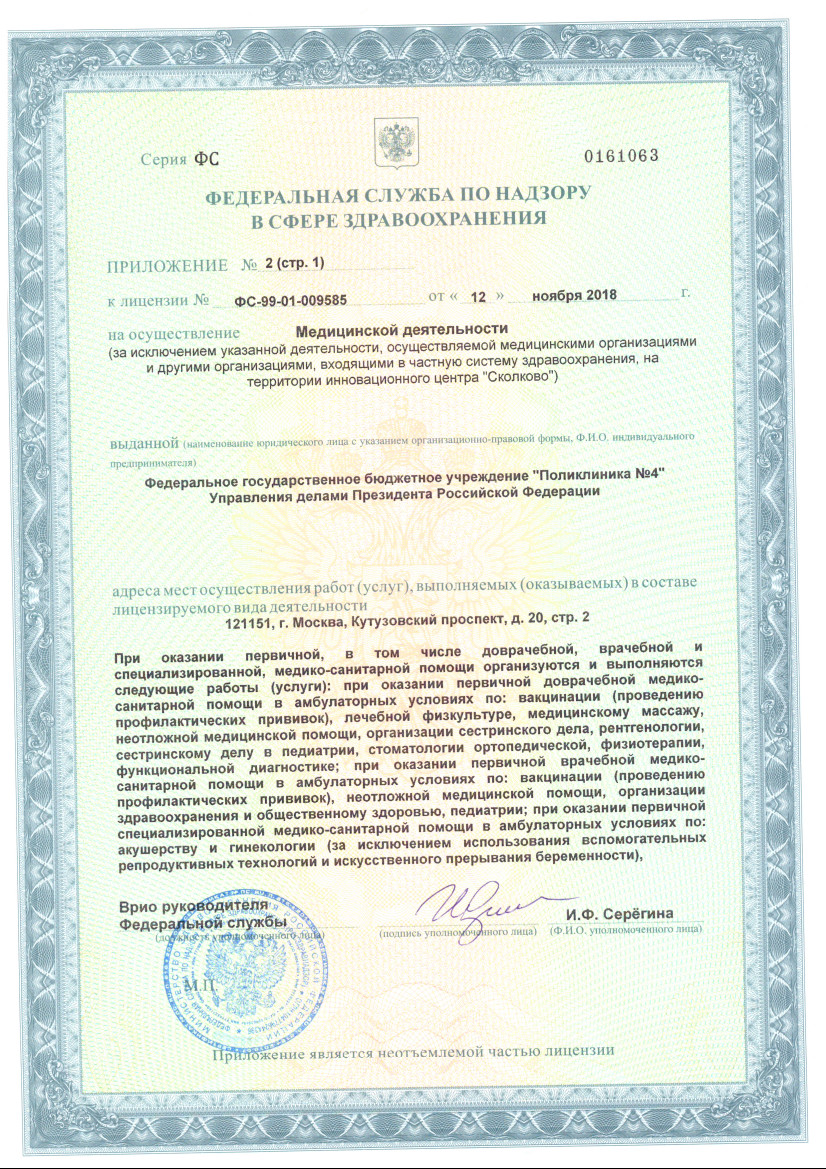 Серия ФС
0161063
ФЕДЕРАЛЬНАЯ СЛУЖБА ПО НАДЗОРУ
В СФЕРЕ ЗДРАВООХРАНЕНИЯ
ПРИЛОЖЕНИЕ № 2 (стр. 1)
к лицензии № ФС-99-01-009585 от « 12 » ноября 2018 г.
на осуществление Медицинской деятельности
(за исключением указанной деятельности, осуществляемой медицинскими организациями
и другими организациями, входящими в частную систему здравоохранения, на
территории инновационного центра "Сколково")
выданной (наименование юридического лица с указанием организационно-правовой формы, Ф.И.О. индивидуального
предпринимателя)
Федеральное государственное бюджетное учреждение "Поликлиника №4"
Управления делами Президента Российской Федерации
адреса мест осуществления работ (услуг), выполняемых (оказываемых) в составе
лицензируемого вида деятельности
121151, г. Москва, Кутузовский проспект, д. 20, стр. 2
При оказании первичной, в том числе доврачебной, врачебной и
специализированной, медико-санитарной помощи организуются и выполняются
следующие работы (услуги): при оказании первичной доврачебной медико-
санитарной помощи в амбулаторных условиях по: вакцинации (проведению
профилактических прививок), лечебной физкультуре, медицинскому массажу,
неотложной медицинской помощи, организации сестринского дела, рентгенологии,
сестринскому делу в педиатрии, стоматологии ортопедической, физиотерапии,
функциональной диагностике; при оказании первичной врачебной медико-
санитарной помощи в амбулаторных условиях по: вакцинации (проведению
профилактических прививок), неотложной медицинской помощи, организации
здравоохранения и общественному здоровью, педиатрии; при оказании первичной
специализированной медико-санитарной помощи в амбулаторных условиях по:
акушерству и гинекологии (за исключением использования вспомогательных
репродуктивных технологий и искусственного прерывания беременности),
Врио руководителя
Федеральной службы
И.Ф. Серёгина
(должность уполномоченного лица)
(подпись уполномоченного лица)
(Ф.И.О. уполномоченного лица)
М.П.
Приложение является неотъемлемой частью лицензии